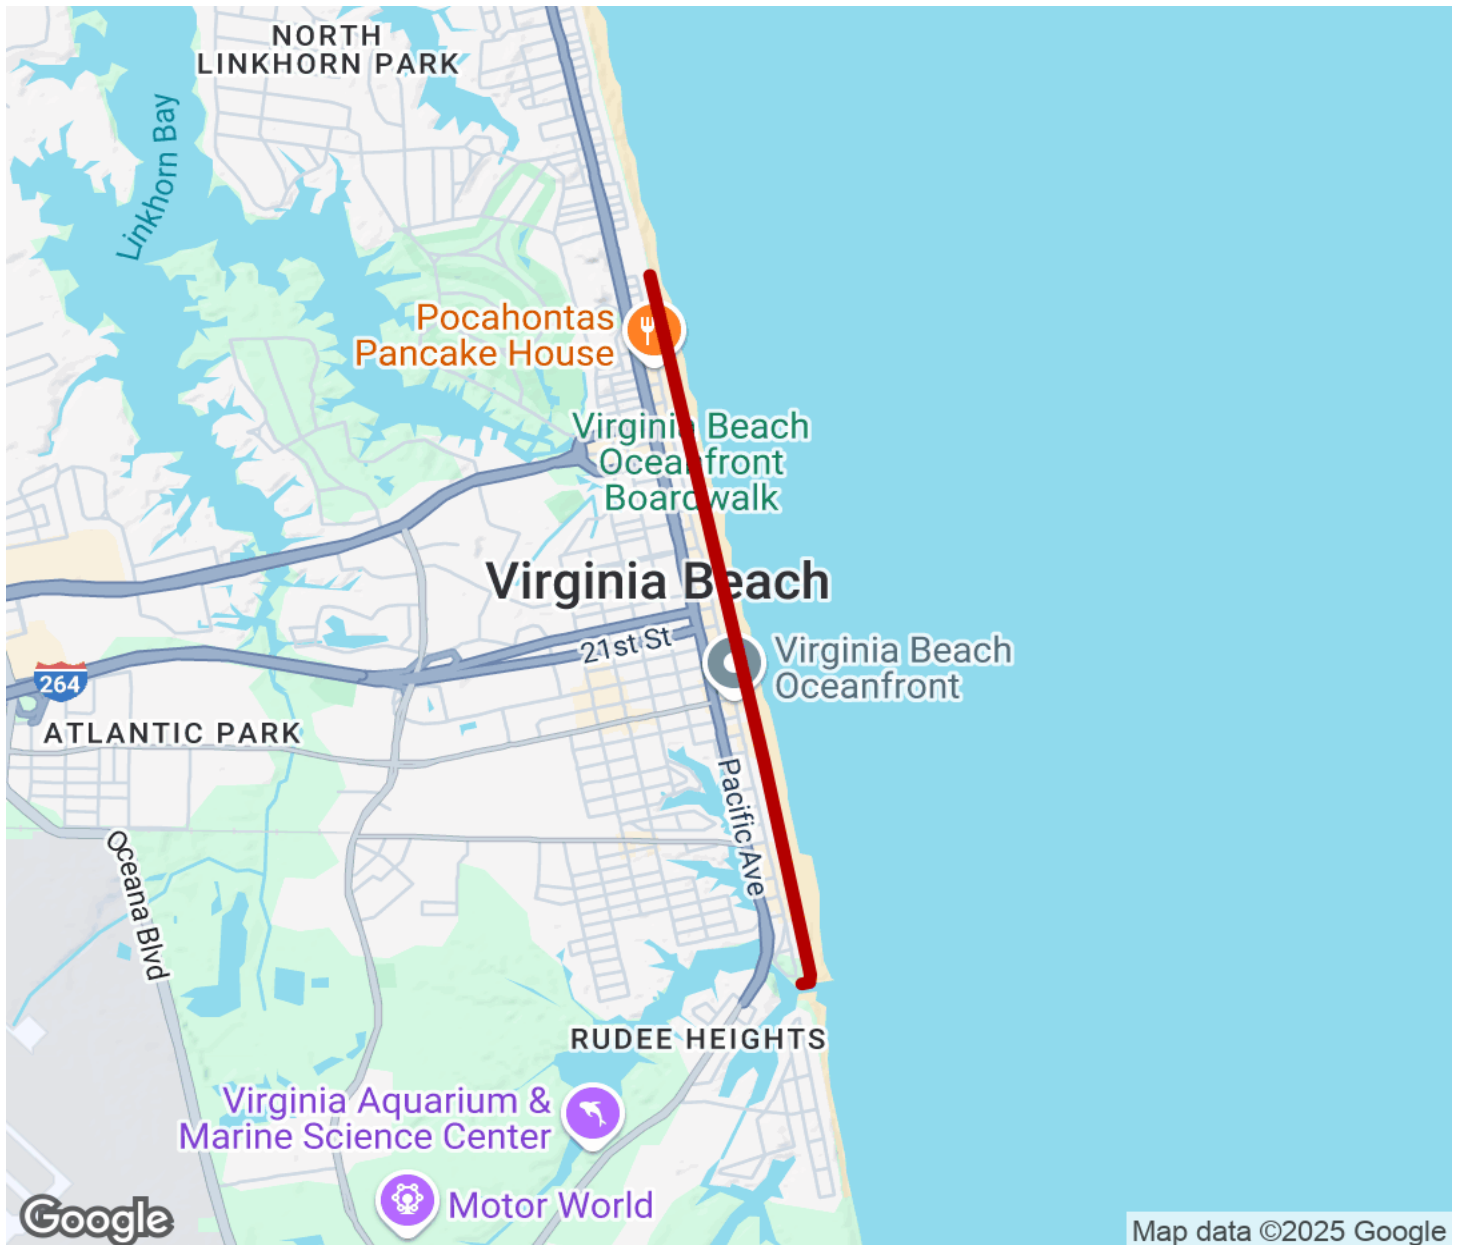 NORTH
LINKHORN PARK
Linkhorn Bay
Pocahontas
Pancake House
Virginia Beach
Oceanfront
Boardwalk
Virginia Beach
21st St
Virginia Beach
Oceanfront
264
ATLANTIC PARK
Pacific Ave
Oceana Blvd
RUDEE HEIGHTS
Virginia Aquarium &
Marine Science Center
Motor World
Google
Map data ©2025 Google